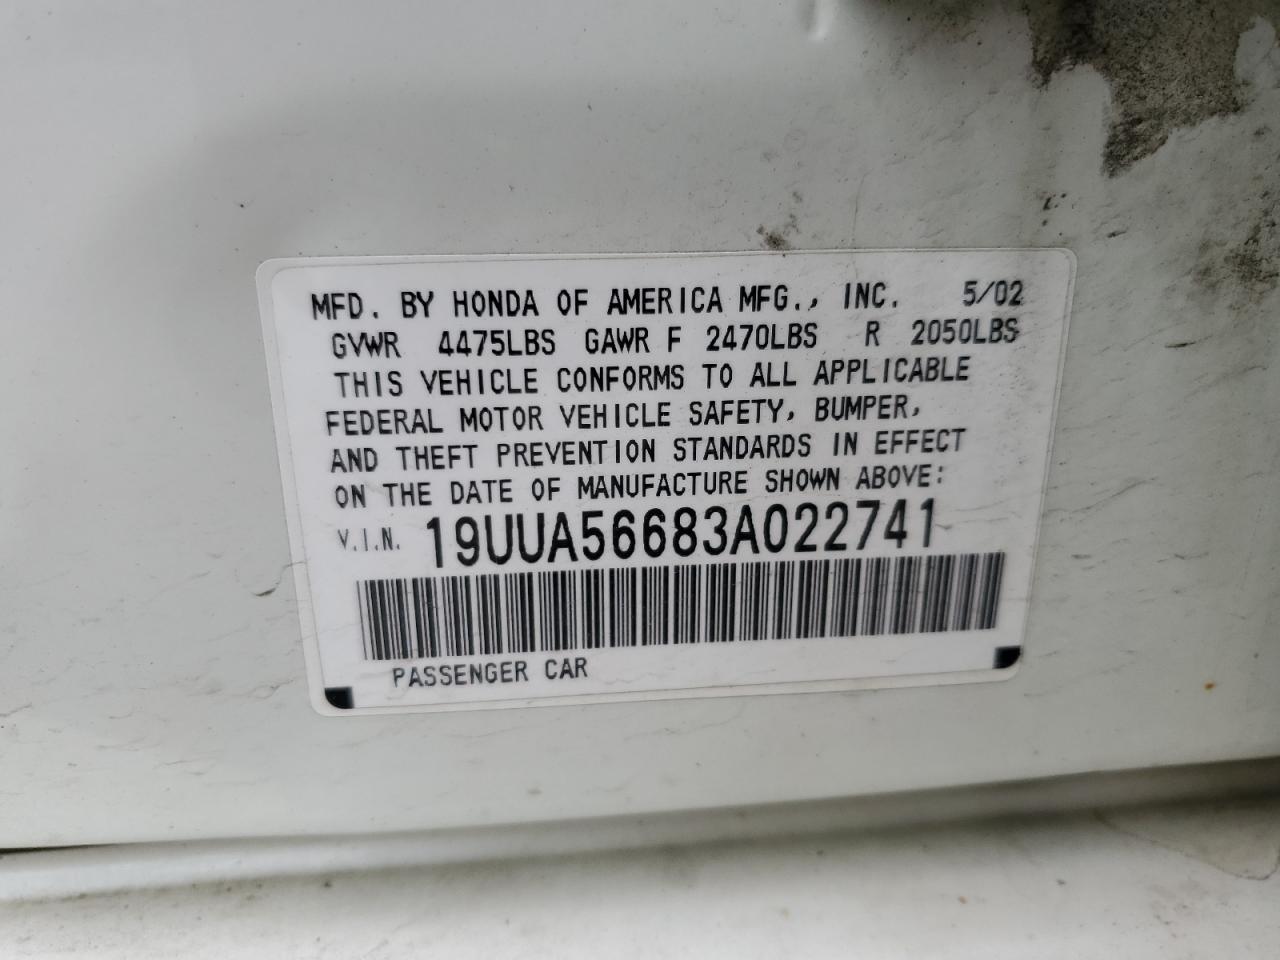 MFD. BY HONDA OF AMERICA MFG., INC. 5/02
GVWR 4475LBS GAWR F 2470LBS R 2050LBS
THIS VEHICLE CONFORMS TO ALL APPLICABLE
FEDERAL MOTOR VEHICLE SAFETY, BUMPER,
AND THEFT PREVENTION STANDARDS IN EFFECT
ON THE DATE OF MANUFACTURE SHOWN ABOVE:
V.I.N. 19UUA56683A022741
PASSENGER CAR